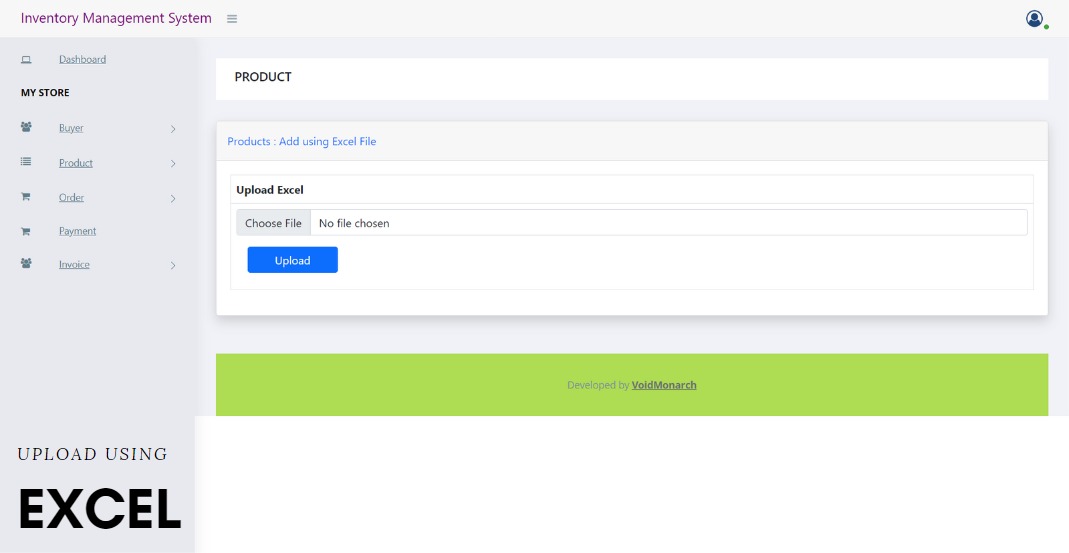 Inventory Management System
Dashboard
MY STORE
Buyer
Product
Order
Payment
Invoice
PRODUCT
Products : Add using Excel File
Upload Excel
Choose File No file chosen
Upload
Developed by VoidMonarch
UPLOAD USING
EXCEL